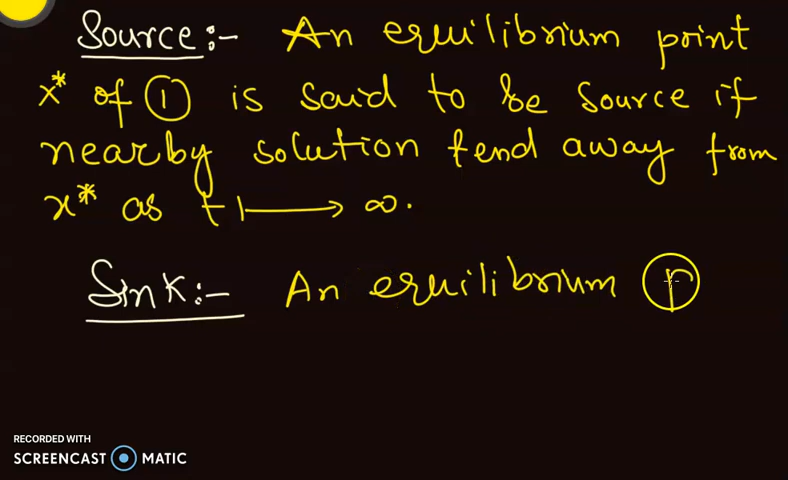 Source:- An equilibrium point
x* of ① is said to be source if
nearby solution tend away from
x* as t ⟼ ∞.
Sink:- An equilibrium p
RECORDED WITH
SCREENCAST MATIC